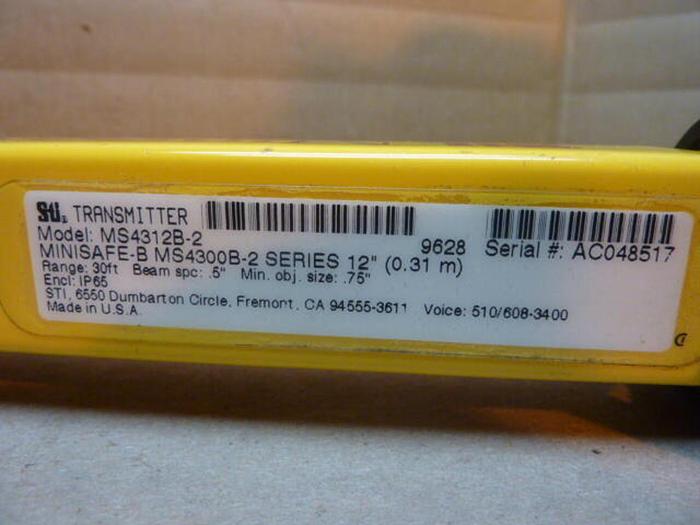 STI. TRANSMITTER
Model: MS4312B-2 9628 Serial #: AC048517
MINISAFE-B MS4300B-2 SERIES 12" (0.31 m)
Range: 30ft Beam spc: .5" Min. obj. size: .75"
Encl: IP65
STI, 6550 Dumbarton Circle, Fremont, CA 94555-3611 Voice: 510/608-3400
Made in U.S.A.